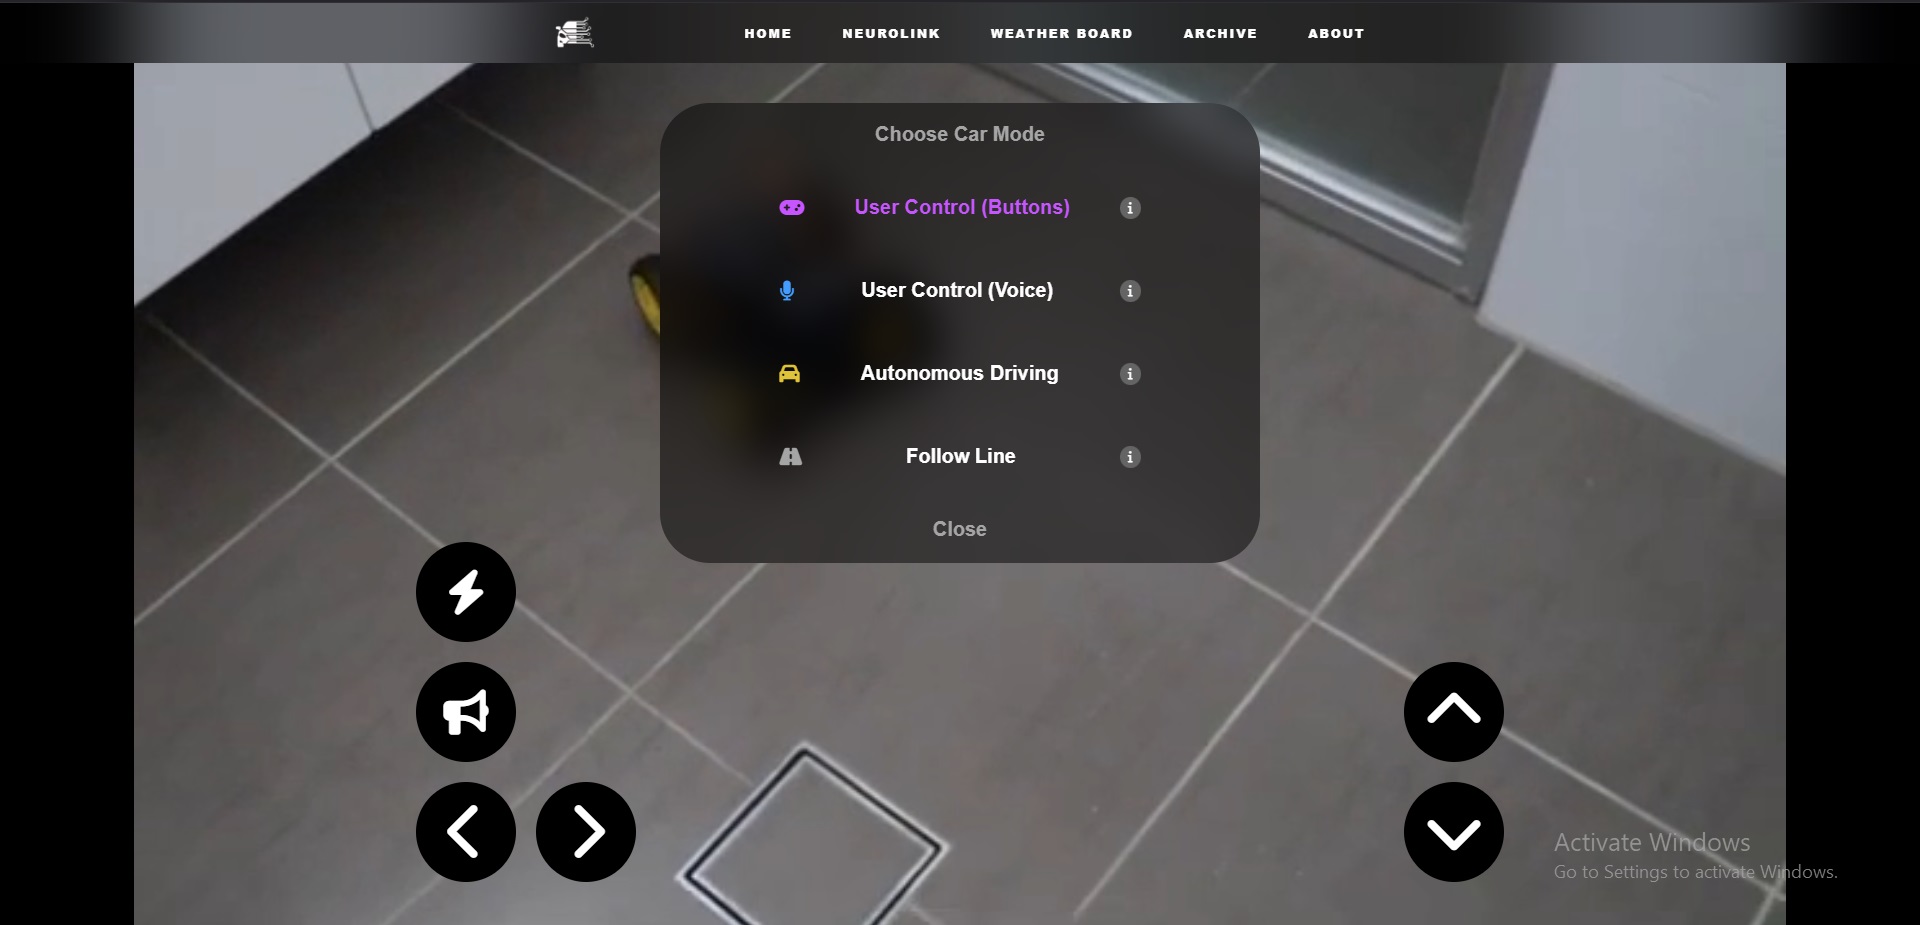 HOME
NEUROLINK
WEATHER BOARD
ARCHIVE
ABOUT
Choose Car Mode
User Control (Buttons)
User Control (Voice)
Autonomous Driving
Follow Line
Close
Activate Windows
Go to Settings to activate Windows.